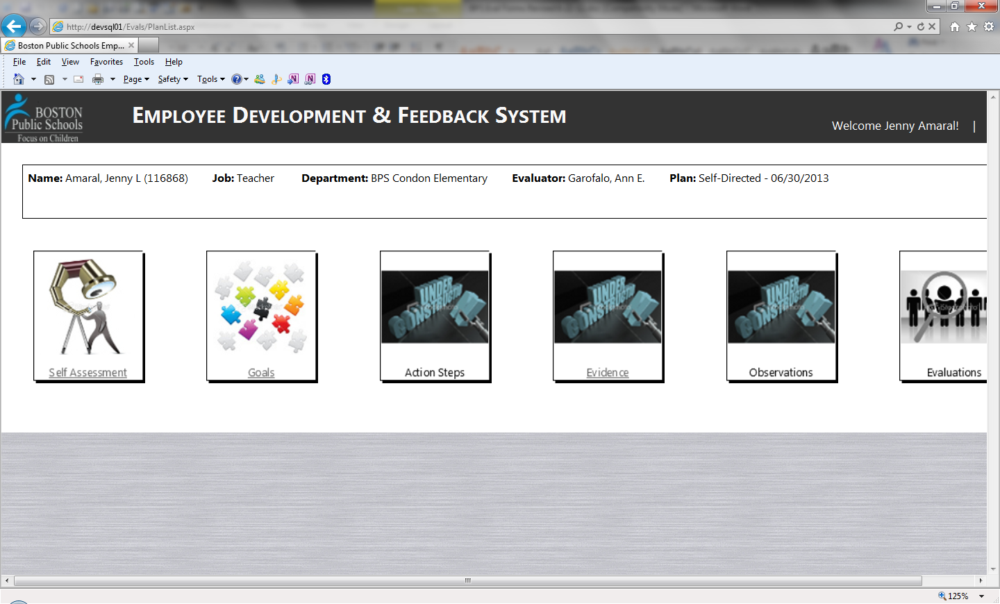 http://devsql01/Evals/PlanList.aspx
Boston Public Schools Emp...
File Edit View Favorites Tools Help
Page Safety Tools
BOSTON
Public Schools
Focus on Children
EMPLOYEE DEVELOPMENT & FEEDBACK SYSTEM
Welcome Jenny Amaral! |
Name: Amaral, Jenny L (116868) Job: Teacher Department: BPS Condon Elementary Evaluator: Garofalo, Ann E. Plan: Self-Directed - 06/30/2013
UNDER
CONSTRUCTION
UNDER
CONSTRUCTION
UNDER
CONSTRUCTION
Self Assessment Goals Action Steps Evidence Observations Evaluations
125%